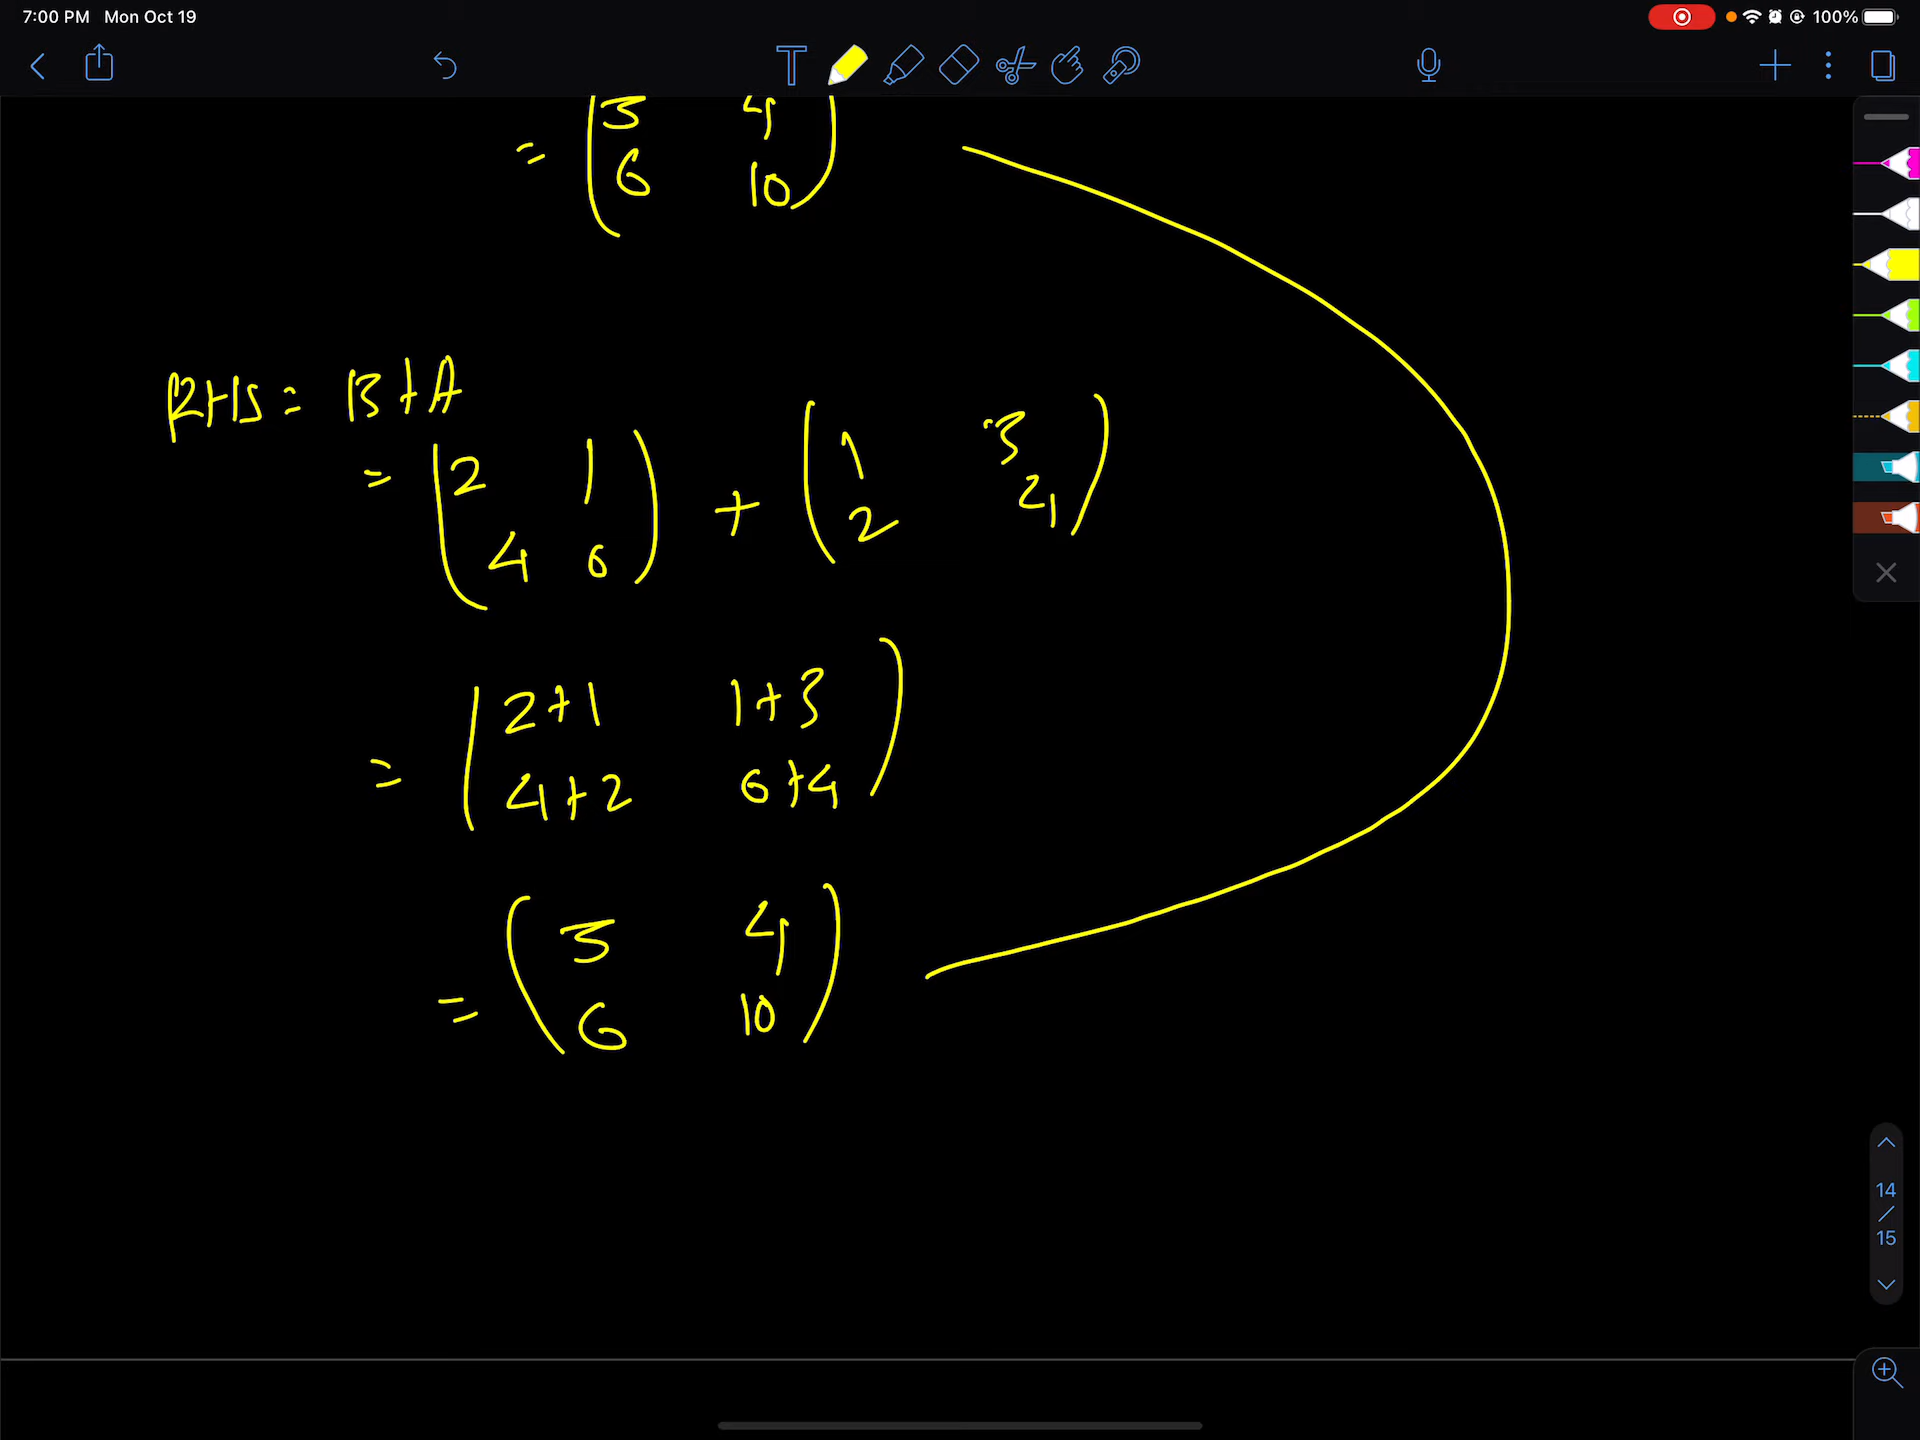 7:00 PM Mon Oct 19 100%
T
= (3 4
6 10)
RHS = B+A
= (2 1
4 6) + (1 3
2 4)
= (2+1 1+3
4+2 6+4)
= (3 4
6 10)
14
/
15